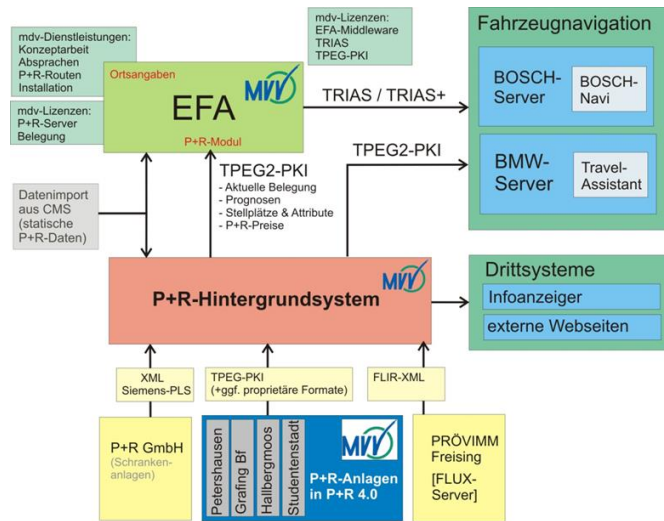 mdv-Dienstleistungen:
Konzeptarbeit
Absprachen
P+R-Routen
Installation
mdv-Lizenzen:
P+R-Server
Belegung
Ortsangaben
EFA
MVV
P+R-Modul
mdv-Lizenzen:
EFA-Middleware
TRIAS
TPEG-PKI
TRIAS / TRIAS+
Fahrzeugnavigation
BOSCH-
Server
BOSCH-
Navi
BMW-
Server
Travel-
Assistant
TPEG2-PKI
- Aktuelle Belegung
- Prognosen
- Stellplätze & Attribute
- P+R-Preise
TPEG2-PKI
Datenimport
aus CMS
(statische
P+R-Daten)
P+R-Hintergrundsystem
MVV
Drittsysteme
Infoanzeiger
externe Webseiten
XML
Siemens-PLS
TPEG-PKI
(+ggf. proprietäre Formate)
FLIR-XML
P+R GmbH
(Schranken-
anlagen)
Petershausen
Grafing Bf
Hallbergmoos
Studentenstadt
MVV
P+R-Anlagen
in P+R 4.0
PRÖVIMM
Freising
[FLUX-
Server]